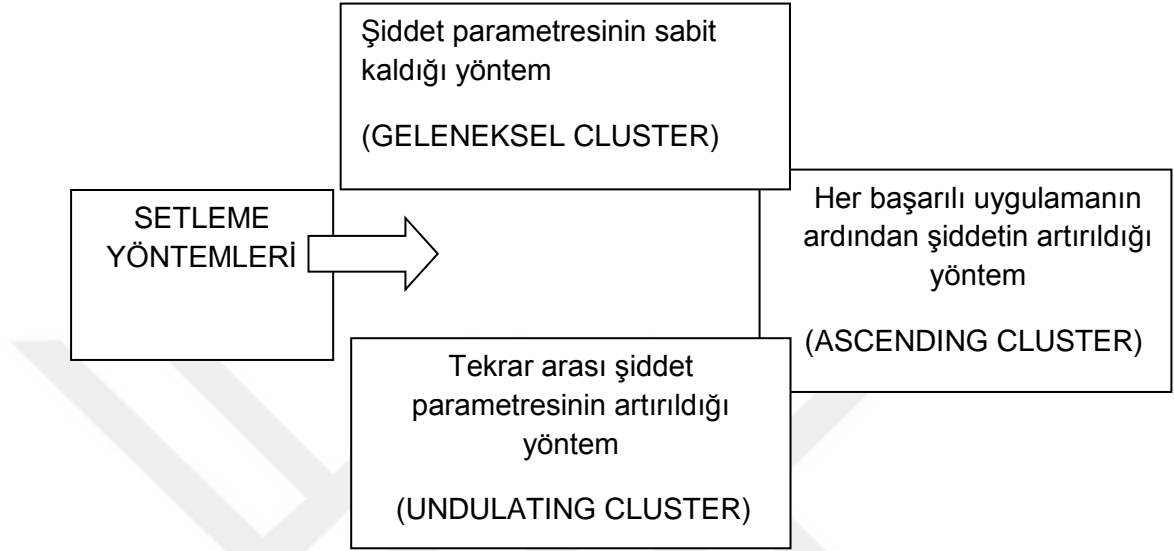 Şiddet parametresinin sabit
kaldığı yöntem
(GELENEKSEL CLUSTER)
SETLEME
YÖNTEMLERİ
Her başarılı uygulamanın
ardından şiddetin artırıldığı
yöntem
(ASCENDING CLUSTER)
Tekrar arası şiddet
parametresinin artırıldığı
yöntem
(UNDULATING CLUSTER)